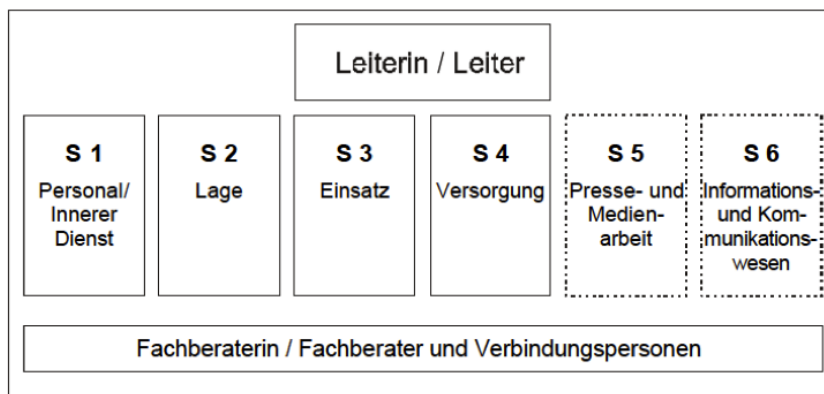 Leiterin / Leiter
S 1
Personal/
Innerer
Dienst
S 2
Lage
S 3
Einsatz
S 4
Versorgung
S 5
Presse- und
Medien-
arbeit
S 6
Informations-
und Kom-
munikations-
wesen
Fachberaterin / Fachberater und Verbindungspersonen